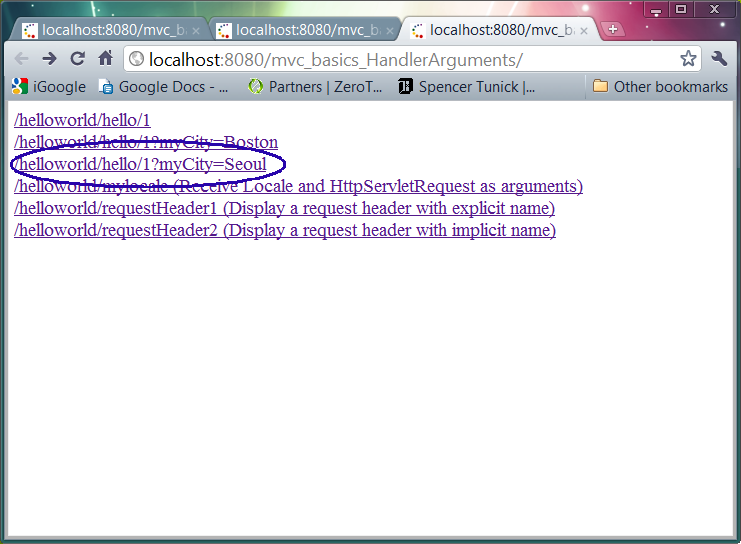 localhost:8080/mvc_b localhost:8080/mvc_b localhost:8080/mvc_b
localhost:8080/mvc_basics_HandlerArguments/
iGoogle Google Docs - ... Partners | ZeroT... Spencer Tunick |... Other bookmarks
/helloworld/hello/1
/helloworld/hello/1?myCity=Boston
/helloworld/hello/1?myCity=Seoul
/helloworld/mylocale (Receive Locale and HttpServletRequest as arguments)
/helloworld/requestHeader1 (Display a request header with explicit name)
/helloworld/requestHeader2 (Display a request header with implicit name)